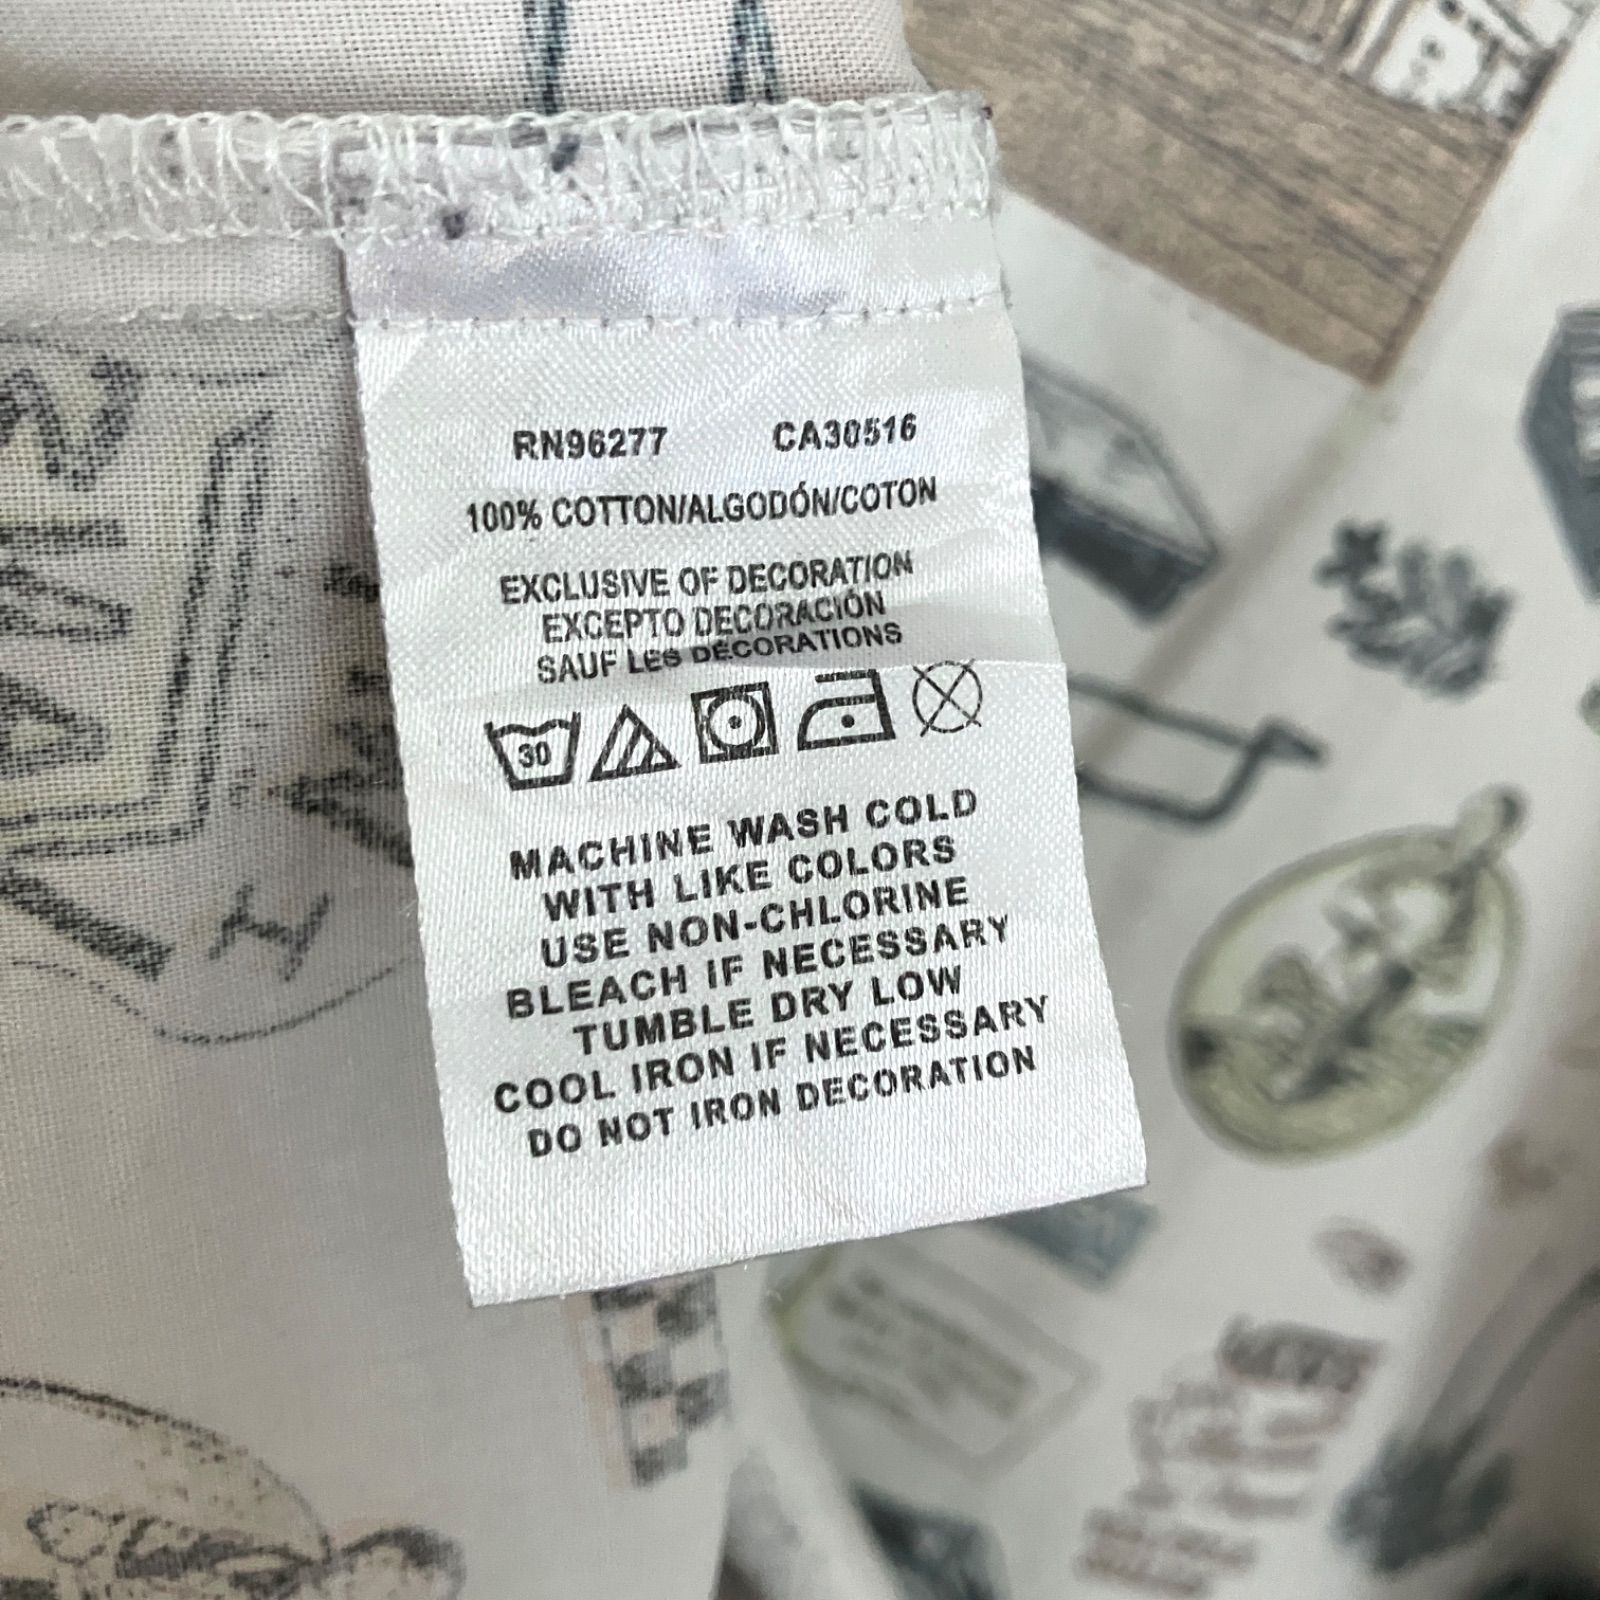 RN96277 CA30516
100% COTTON/ALGODÓN/COTON
EXCLUSIVE OF DECORATION
EXCEPTO DECORACIÓN
SAUF LES DÉCORATIONS
30
MACHINE WASH COLD
WITH LIKE COLORS
USE NON-CHLORINE
BLEACH IF NECESSARY
TUMBLE DRY LOW
COOL IRON IF NECESSARY
DO NOT IRON DECORATION